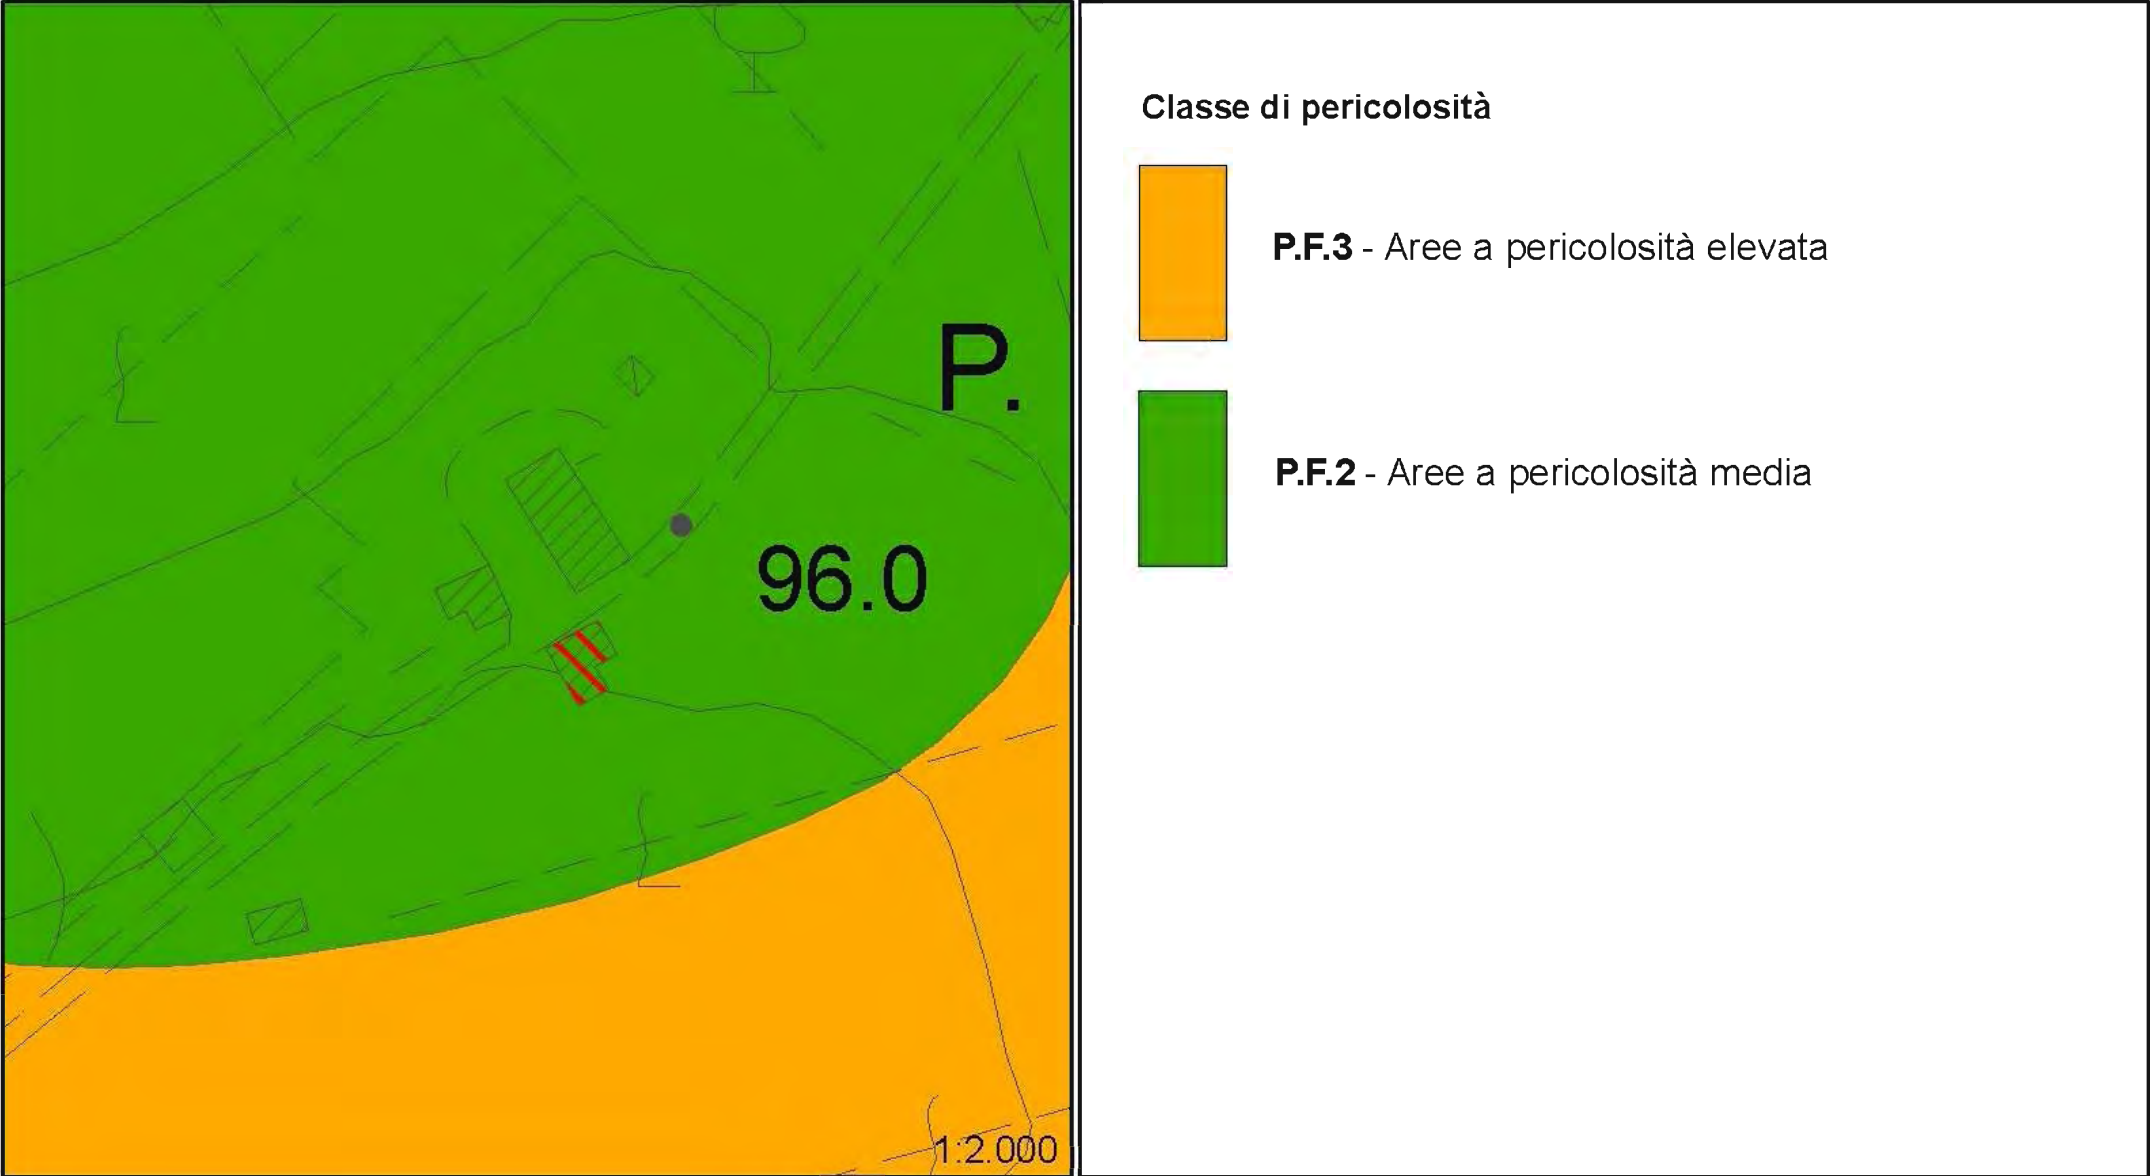 P.
96.0
1:2.000
Classe di pericolosità
P.F.3 - Aree a pericolosità elevata
P.F.2 - Aree a pericolosità media